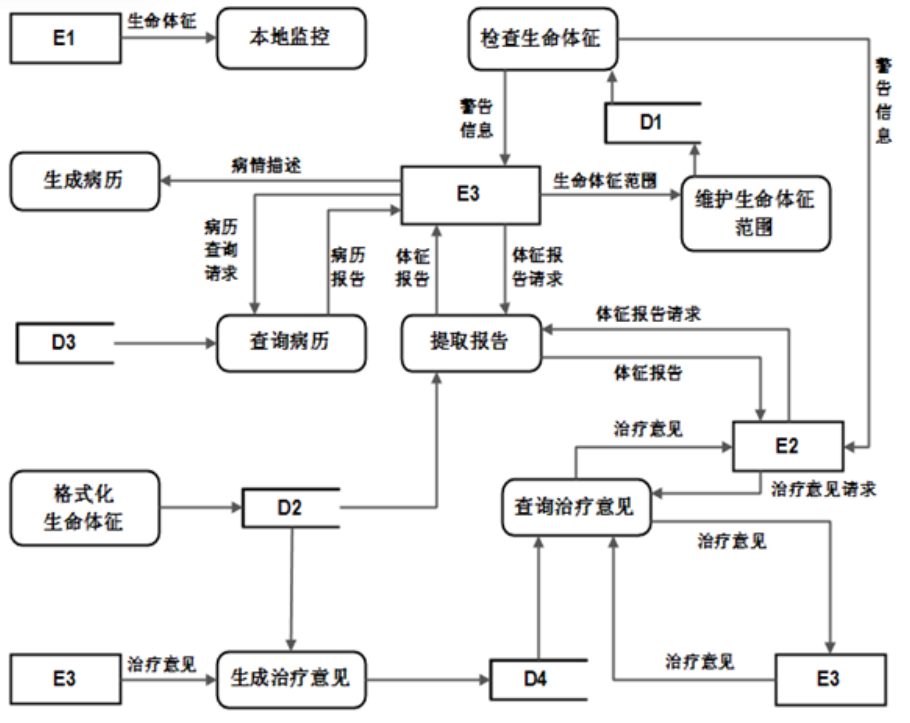 E1
生命体征
本地监控
检查生命体征
警告
信息
警
告
信
息
D1
生成病历
病情描述
E3
生命体征范围
维护生命体征
范围
病历
查询
请求
病历
报告
体征
报告
体征报
告请求
D3
查询病历
提取报告
体征报告请求
体征报告
治疗意见
E2
治疗意见请求
格式化
生命体征
D2
查询治疗意见
治疗意见
E3
治疗意见
生成治疗意见
D4
治疗意见
E3